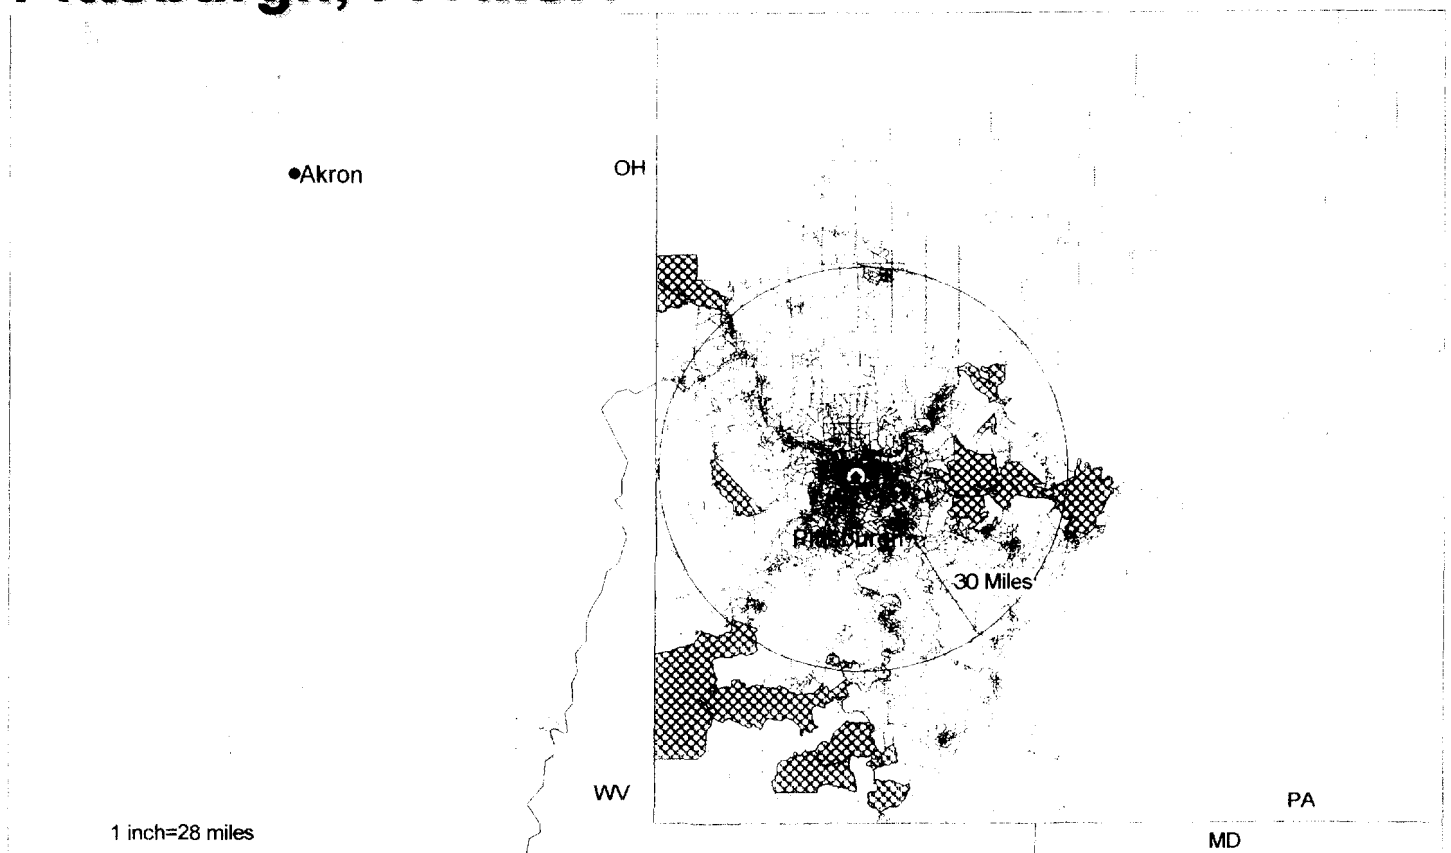 ●Akron
OH
Pittsburgh
30 Miles
WV
PA
1 inch=28 miles
MD